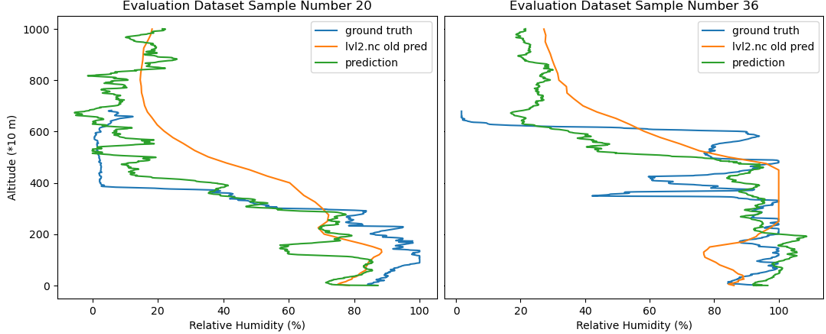 Evaluation Dataset Sample Number 20
ground truth
lvl2.nc old pred
prediction
Altitude (*10 m)
1000
800
600
400
200
0
0 20 40 60 80 100
Relative Humidity (%)
Evaluation Dataset Sample Number 36
ground truth
lvl2.nc old pred
prediction
0 20 40 60 80 100
Relative Humidity (%)